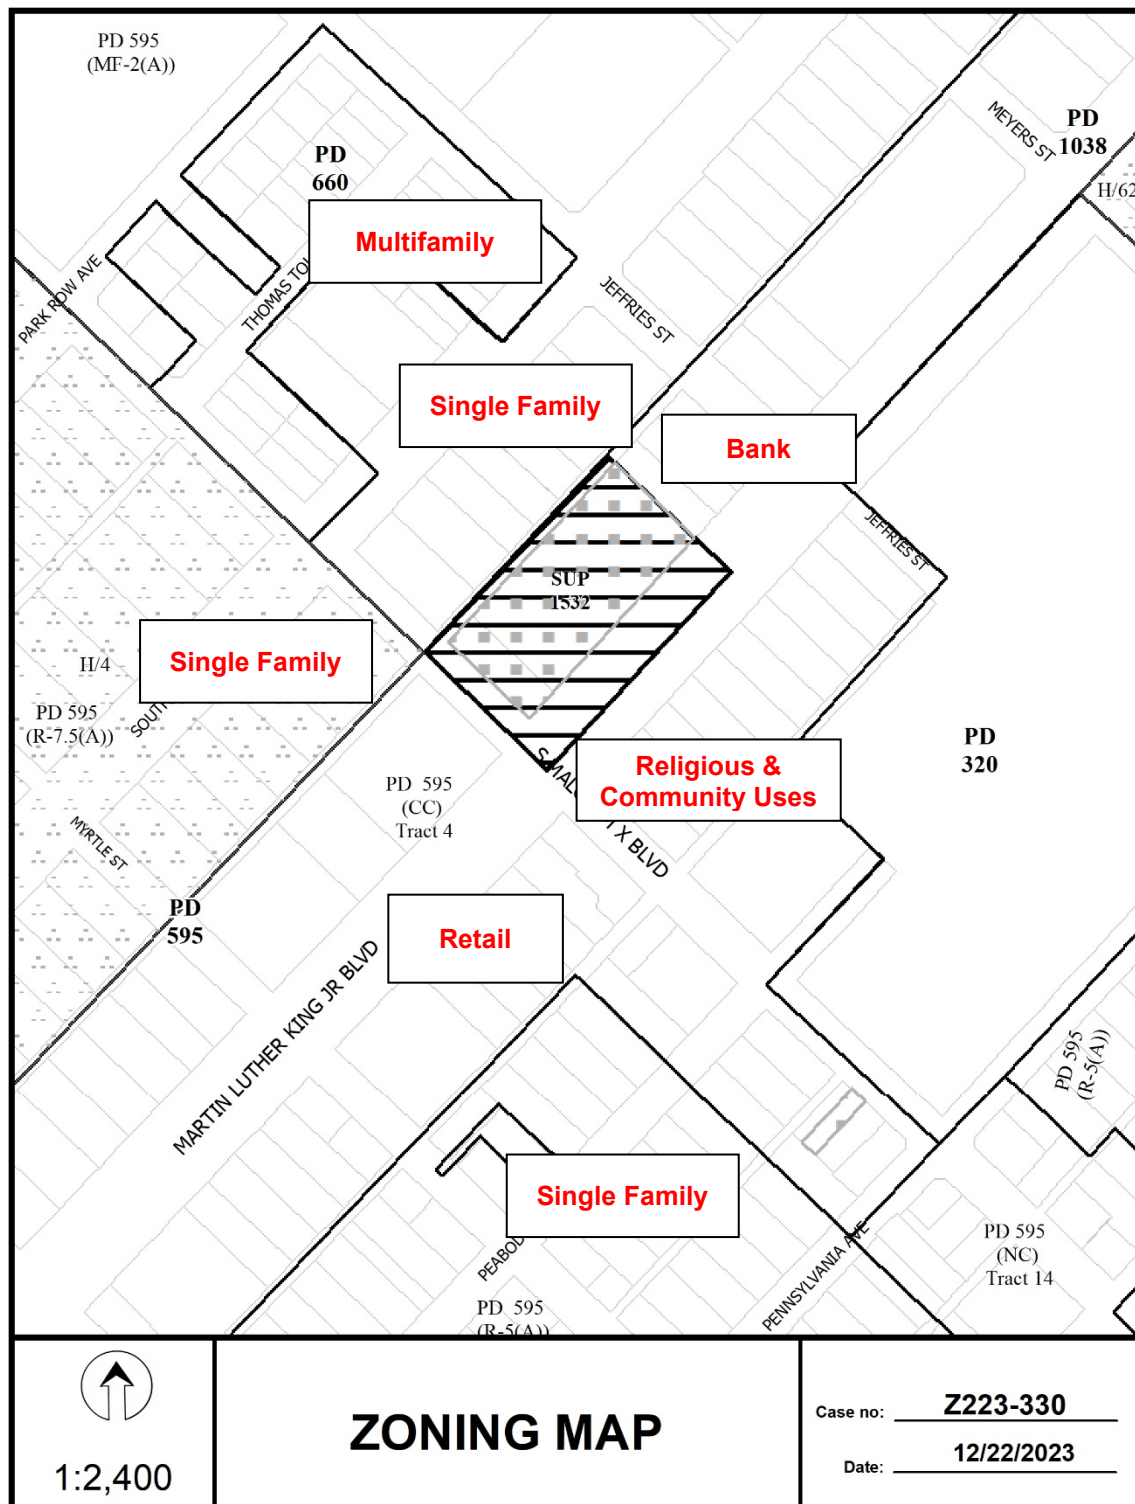 PD 595
(MF-2(A))
PD
660
MEYERS ST
PD
1038
H/62
Multifamily
PARK ROW AVE
THOMAS
JEFFRIES ST
Single Family
Bank
JEFFRIES ST
SUP
1532
H/4
Single Family
PD 595
(R-7.5(A))
PD 595
(CC)
Tract 4
Religious &
Community Uses
X BLVD
PD
320
MYRTLE ST
PD
595
Retail
MARTIN LUTHER KING JR BLVD
PD 595
(R-5(A))
Single Family
PENNSYLVANIA AVE
PD 595
(NC)
Tract 14
PD 595
(R-5(A))
1:2,400
ZONING MAP
Case no: Z223-330
Date: 12/22/2023